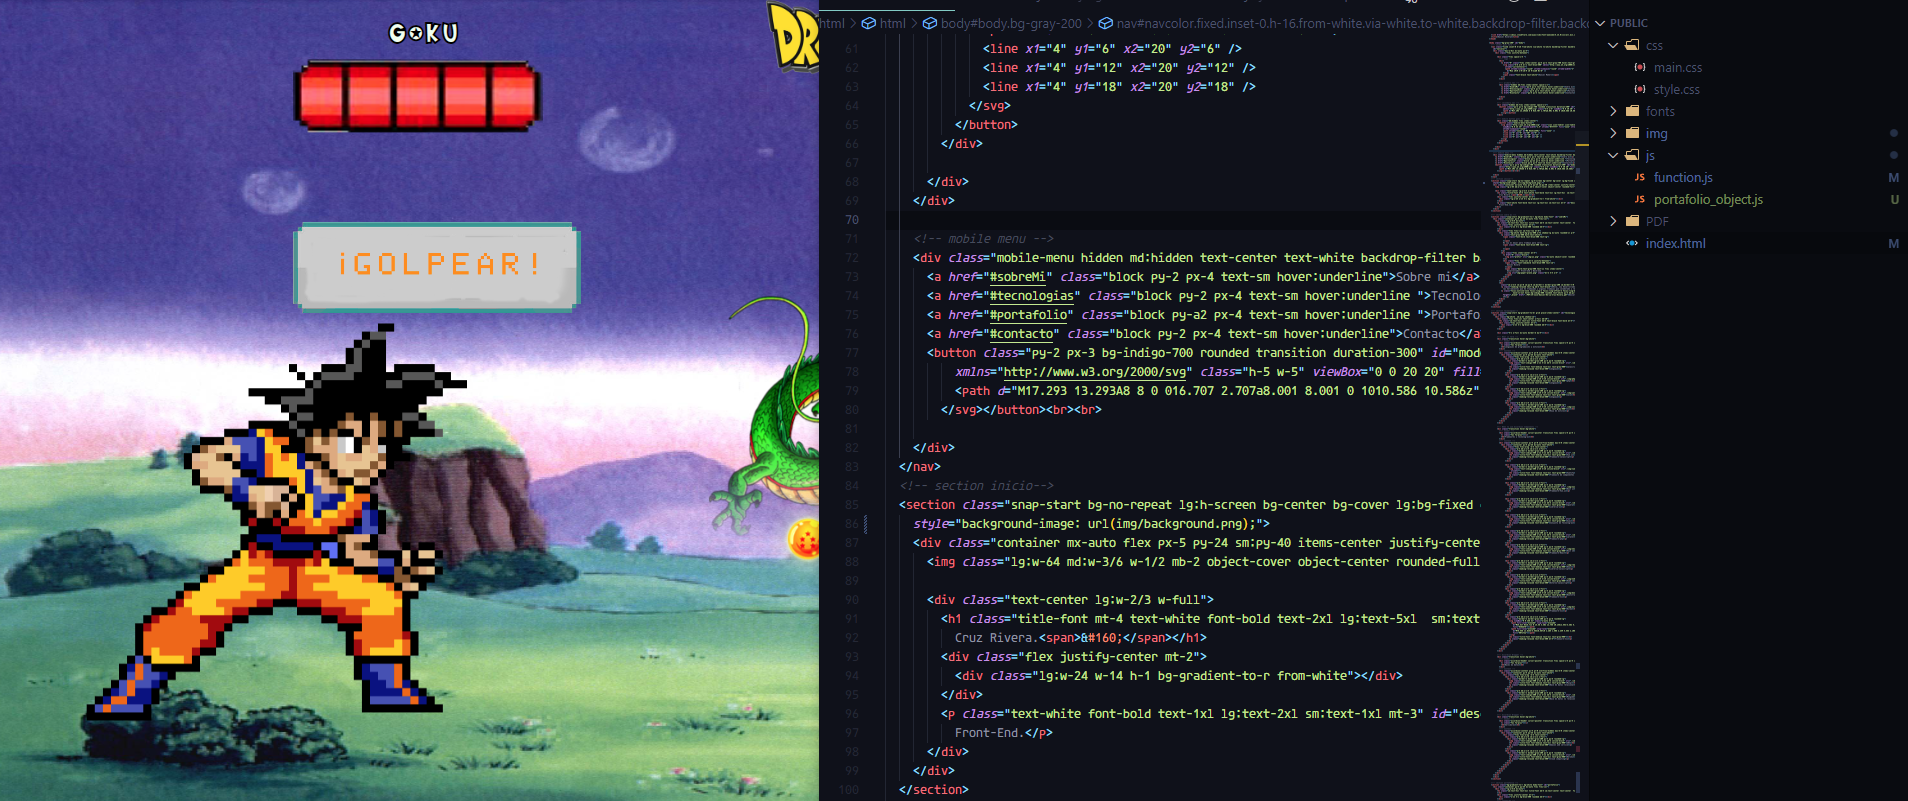 GOKU
DR
¡GOLPEAR!
html > html > body#body.bg-gray-200 > nav#navcolor.fixed.inset-0.h-16.from-white.via-white.to-white.backdrop-filter.backd
61 <line x1="4" y1="6" x2="20" y2="6" />
62 <line x1="4" y1="12" x2="20" y2="12" />
63 <line x1="4" y1="18" x2="20" y2="18" />
64 </svg>
65 </button>
66 </div>
67
68 </div>
69 </div>
70
71 <!-- mobile menu -->
72 <div class="mobile-menu hidden md:hidden text-center text-white backdrop-filter b
73 <a href="#sobreMi" class="block py-2 px-4 text-sm hover:underline">Sobre mi</a>
74 <a href="#tecnologias" class="block py-2 px-4 text-sm hover:underline ">Tecnolo
75 <a href="#portafolio" class="block py-a2 px-4 text-sm hover:underline ">Portafo
76 <a href="#contacto" class="block py-2 px-4 text-sm hover:underline">Contacto</a
77 <button class="py-2 px-3 bg-indigo-700 rounded transition duration-300" id="mod
78 xmlns="http://www.w3.org/2000/svg" class="h-5 w-5" viewBox="0 0 20 20" fill
79 <path d="M17.293 13.293A8 8 0 016.707 2.707a8.001 8.001 0 1010.586 10.586z"
80 </svg></button><br><br>
81
82 </div>
83 </nav>
84 <!-- section inicio-->
85 <section class="snap-start bg-no-repeat lg:h-screen bg-center bg-cover lg:bg-fixed
86 style="background-image: url(img/background.png);">
87 <div class="container mx-auto flex px-5 py-24 sm:py-40 items-center justify-cente
88 <img class="lg:w-64 md:w-3/6 w-1/2 mb-2 object-cover object-center rounded-full
89
90 <div class="text-center lg:w-2/3 w-full">
91 <h1 class="title-font mt-4 text-white font-bold text-2xl lg:text-5xl  sm:text
92 Cruz Rivera.<span>&#160;</span></h1>
93 <div class="flex justify-center mt-2">
94 <div class="lg:w-24 w-14 h-1 bg-gradient-to-r from-white"></div>
95 </div>
96 <p class="text-white font-bold text-1xl lg:text-2xl sm:text-1xl mt-3" id="des
97 Front-End.</p>
98 </div>
99 </div>
100 </section>
PUBLIC
css
main.css
style.css
fonts
img
js
JS function.js M
JS portafolio_object.js U
PDF
index.html M